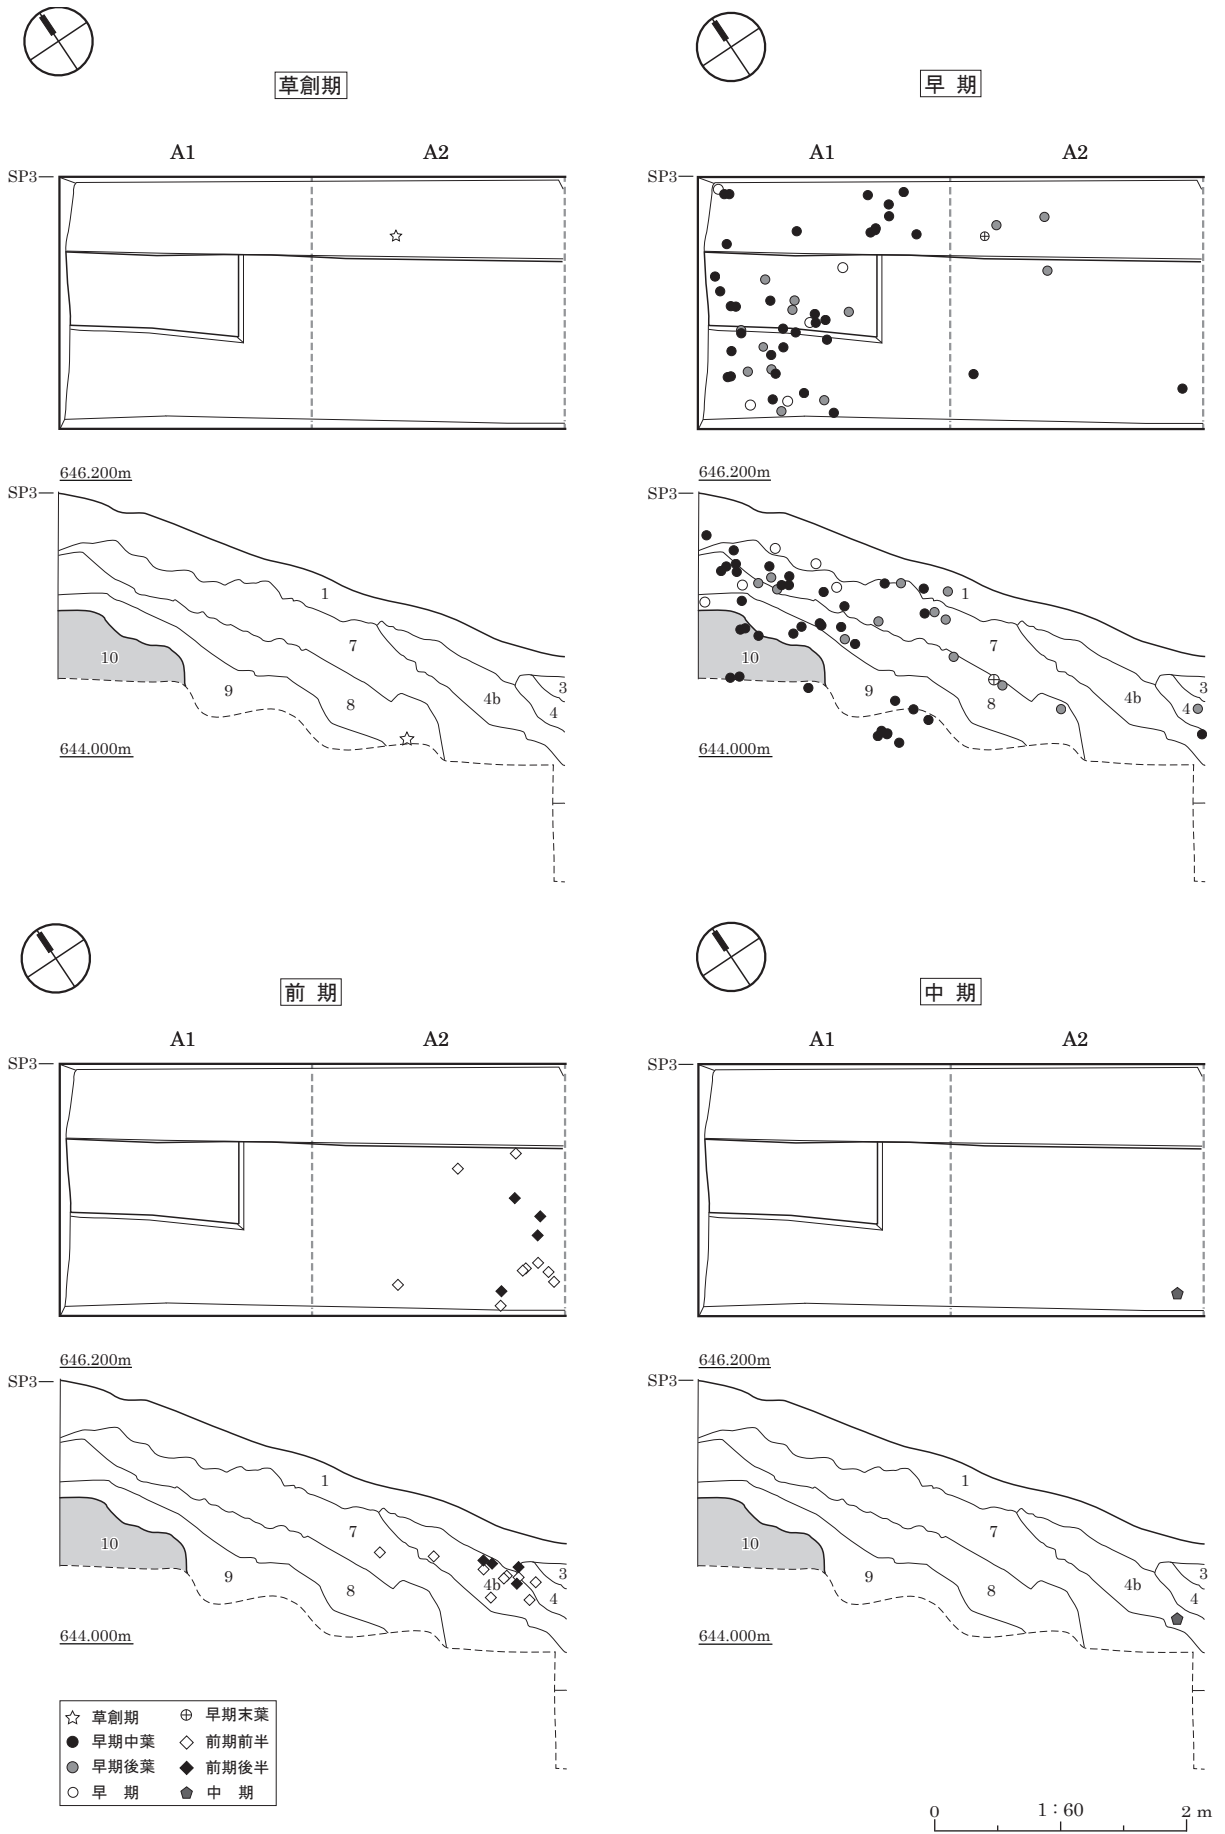 草創期
A1 A2
SP3
646.200m
SP3
1
7
10
9
8
4b
3
4
644.000m
早 期
A1 A2
SP3
646.200m
SP3
1
7
10
9
8
3
4
644.000m
前 期
A1 A2
SP3
646.200m
SP3
1
7
10
9
8
4b
3
4
644.000m
中 期
A1 A2
SP3
646.200m
SP3
1
7
10
9
8
4b
3
4
644.000m
草創期
早期中葉
早期後葉
早 期
早期末葉
前期前半
前期後半
中 期
0 1：60 2 m